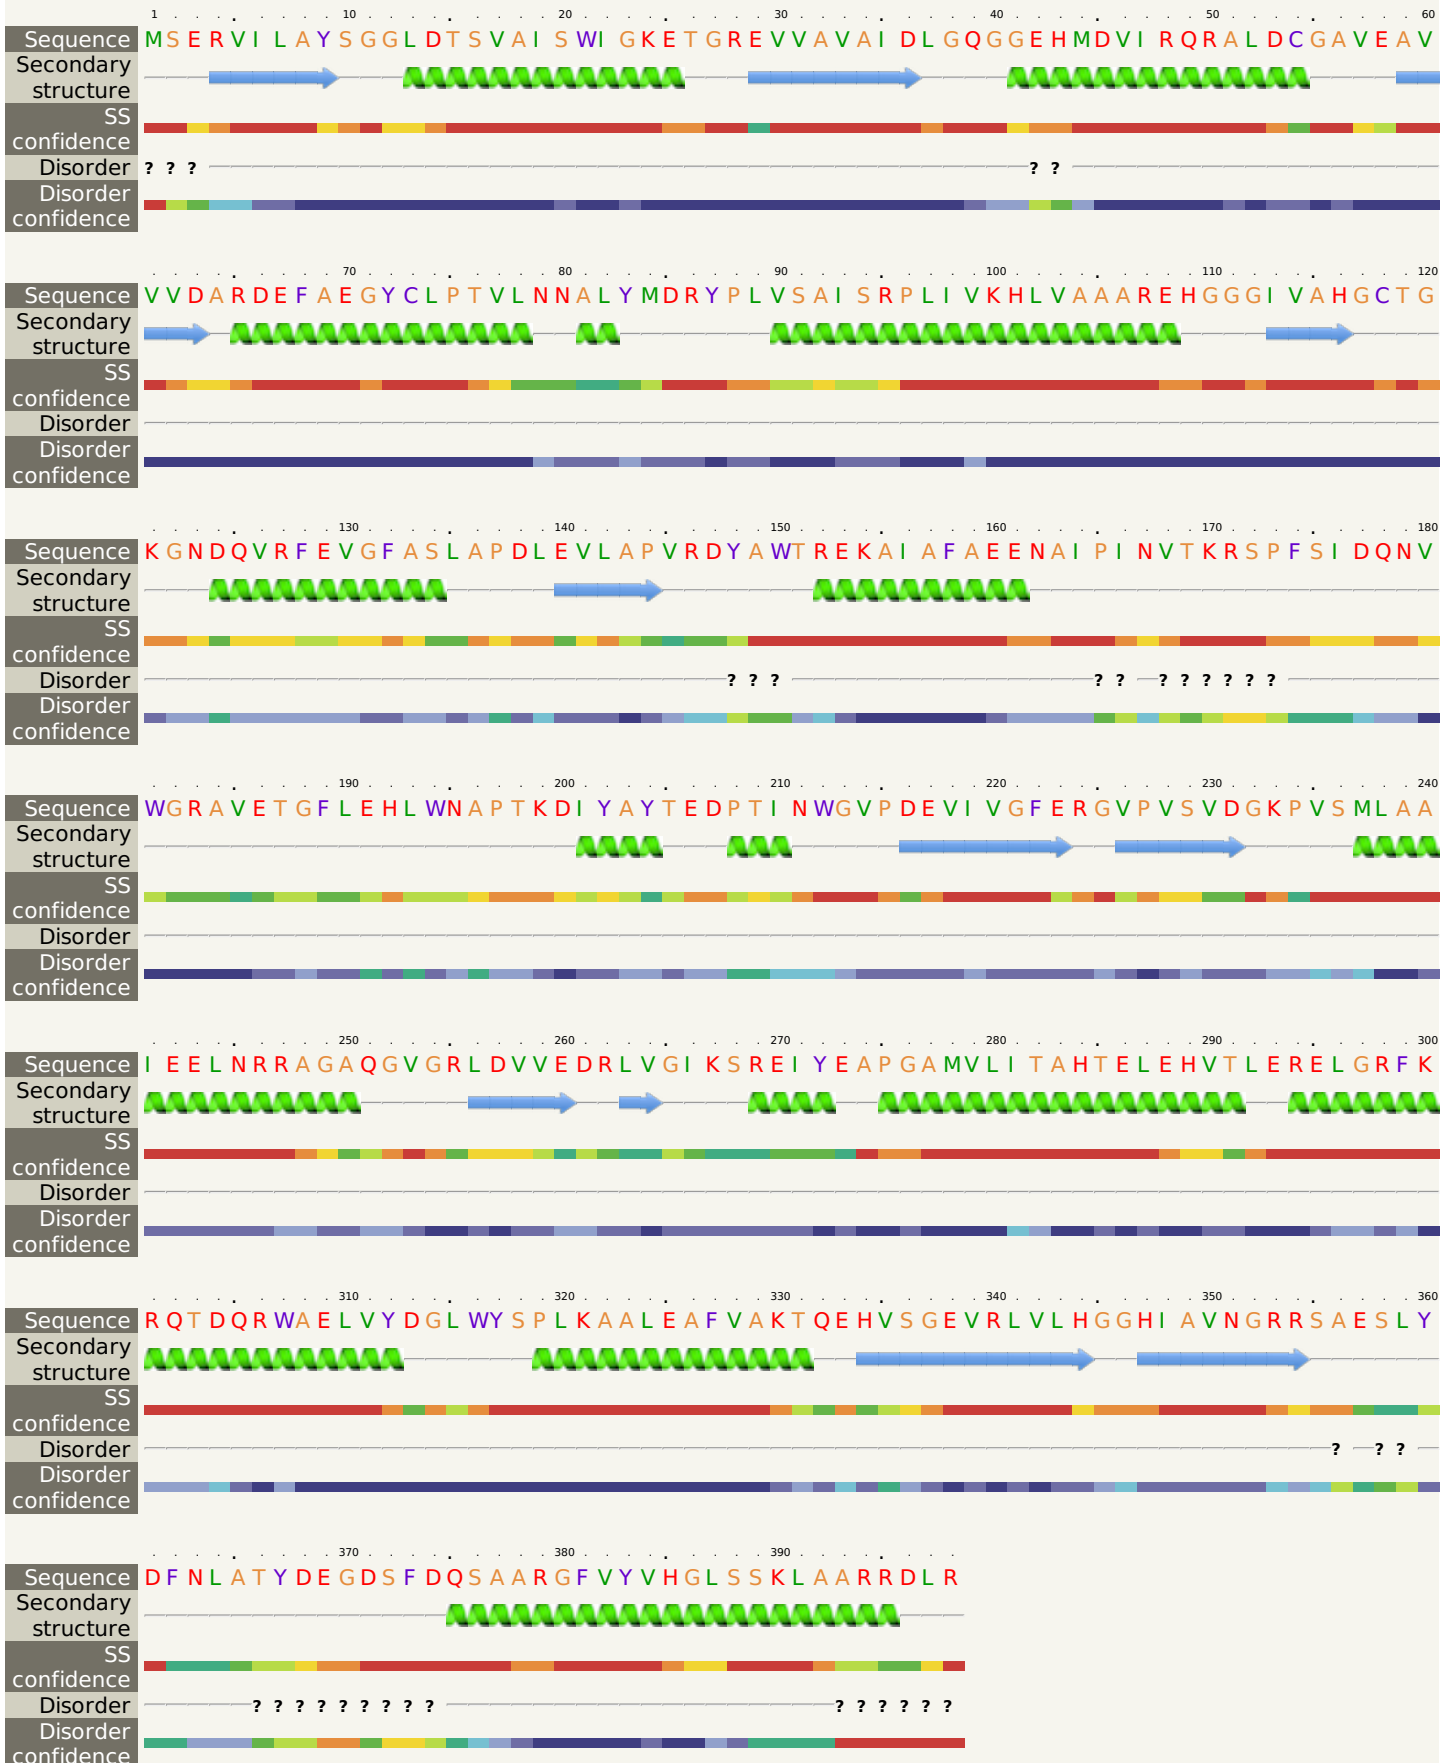 1 10 20 30 40 50 60
Sequence MSERVILAYSGGLDTSVAISWIGKETGREVVAVAIDLGQGGEHMDVIRQRALDCGAVEAV
Secondary
structure
SS
confidence
Disorder ? ? ? ? ?
Disorder
confidence
70 80 90 100 110 120
Sequence VVDARDEFAEGYCLPTVLNNALYMDRYPLVSAISRPLIVKHLVAAAREHGGGIVAHGCTG
Secondary
structure
SS
confidence
Disorder
Disorder
confidence
130 140 150 160 170 180
Sequence KGNDQVRFEVGFASLAPDLEVLAPVRDYAWTREKAIAFAEENAIPINVTKRSPFSIDQNV
Secondary
structure
SS
confidence
Disorder ? ? ? ? ? ? ? ? ? ? ?
Disorder
confidence
190 200 210 220 230 240
Sequence WGRAVETGFLEHLWNAPTKDIYAYTEDPTINWGVPDEVIVGFERGVPVSVDGKPVSMLAA
Secondary
structure
SS
confidence
Disorder
Disorder
confidence
250 260 270 280 290 300
Sequence IEELNRRAGAQGVGRLDVVEDRLVGIKSREIYEAPGAMVLITAHTELEHVTLERELGRFK
Secondary
structure
SS
confidence
Disorder
Disorder
confidence
310 320 330 340 350 360
Sequence RQTDQRWAELVYDGLWYSPLKAALEAFVAKTQEHVSGEVRLVLHGGHIAVNGRRSAESLY
Secondary
structure
SS
confidence
Disorder ? ? ?
Disorder
confidence
370 380 390
Sequence DFNLATYDEGDSFDQSAARGFVYVHGLSSKLAARRDLR
Secondary
structure
SS
confidence
Disorder ? ? ? ? ? ? ? ? ? ? ? ? ? ? ?
Disorder
confidence